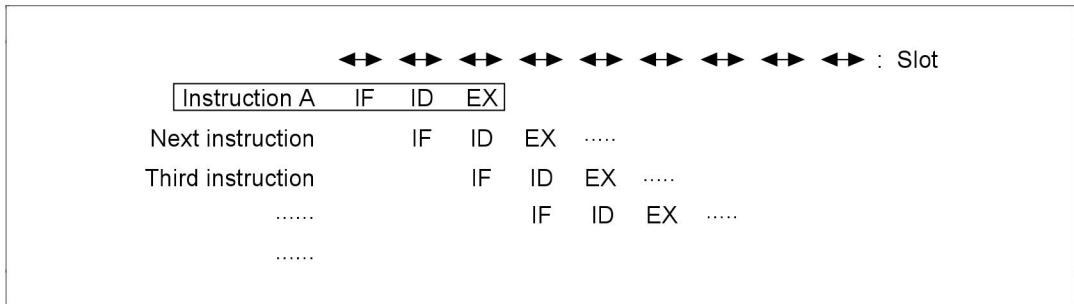 : Slot
Instruction A IF ID EX
Next instruction IF ID EX .....
Third instruction IF ID EX .....
...... IF ID EX .....
......